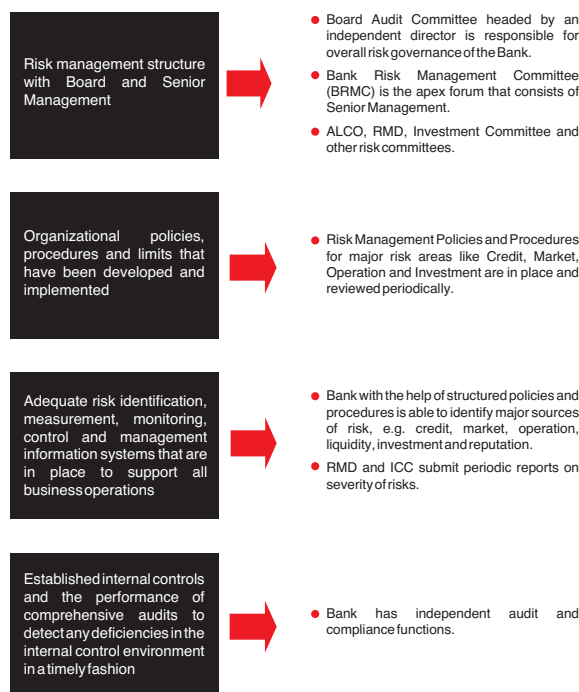 Risk management structure
with Board and Senior
Management
● Board Audit Committee headed by an
independent director is responsible for
overall risk governance of the Bank.
● Bank Risk Management Committee
(BRMC) is the apex forum that consists of
Senior Management.
● ALCO, RMD, Investment Committee and
other risk committees.
Organizational policies,
procedures and limits that
have been developed and
implemented
● Risk Management Policies and Procedures
for major risk areas like Credit, Market,
Operation and Investment are in place and
reviewed periodically.
Adequate risk identification,
measurement, monitoring,
control and management
information systems that are
in place to support all
business operations
● Bank with the help of structured policies and
procedures is able to identify major sources
of risk, e.g. credit, market, operation,
liquidity, investment and reputation.
● RMD and ICC submit periodic reports on
severity of risks.
Established internal controls
and the performance of
comprehensive audits to
detect any deficiencies in the
internal control environment
in a timely fashion
● Bank has independent audit and
compliance functions.